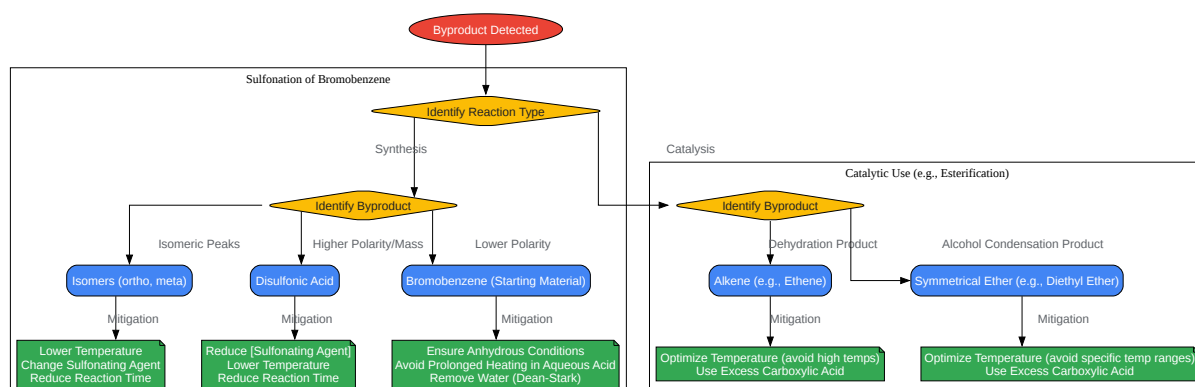 Byproduct Detected
Sulfonation of Bromobenzene
Identify Reaction Type
Synthesis
Catalysis
Catalytic Use (e.g., Esterification)
Identify Byproduct
Identify Byproduct
Isomeric Peaks
Higher Polarity/Mass
Lower Polarity
Dehydration Product
Alcohol Condensation Product
Isomers (ortho, meta)
Disulfonic Acid
Bromobenzene (Starting Material)
Alkene (e.g., Ethene)
Symmetrical Ether (e.g., Diethyl Ether)
Mitigation
Mitigation
Mitigation
Mitigation
Mitigation
Lower Temperature
Change Sulfonating Agent
Reduce Reaction Time
Reduce [Sulfonating Agent]
Lower Temperature
Reduce Reaction Time
Ensure Anhydrous Conditions
Avoid Prolonged Heating in Aqueous Acid
Remove Water (Dean-Stark)
Optimize Temperature (avoid high temps)
Use Excess Carboxylic Acid
Optimize Temperature (avoid specific temp ranges)
Use Excess Carboxylic Acid